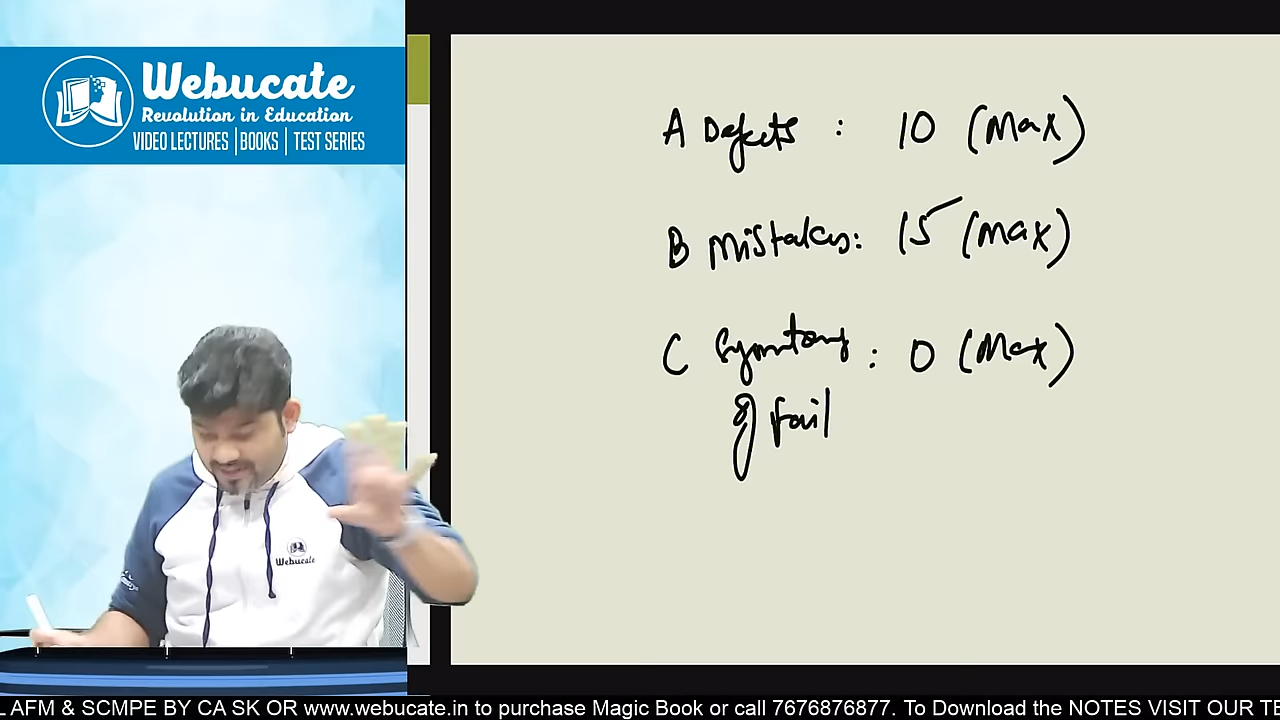 Webucate
Revolution in Education
VIDEO LECTURES | BOOKS | TEST SERIES
A Defects : 10 (Max)
B Mistakes: 15 (Max)
C : 0 (Max)
of fail
Webucate
L AFM & SCMPE BY CA SK OR www.webucate.in to purchase Magic Book or call 7676876877. To Download the NOTES VISIT OUR TE